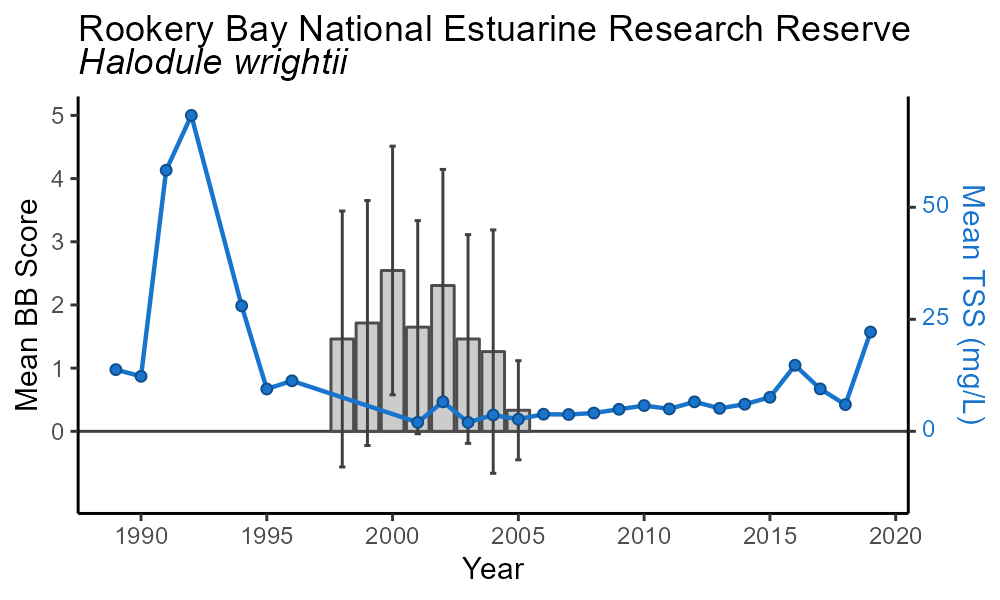 Rookery Bay National Estuarine Research Reserve
Halodule wrightii
5
4
3
2
1
0
Mean BB Score
50
25
0
Mean TSS (mg/L)
1990 1995 2000 2005 2010 2015 2020
Year